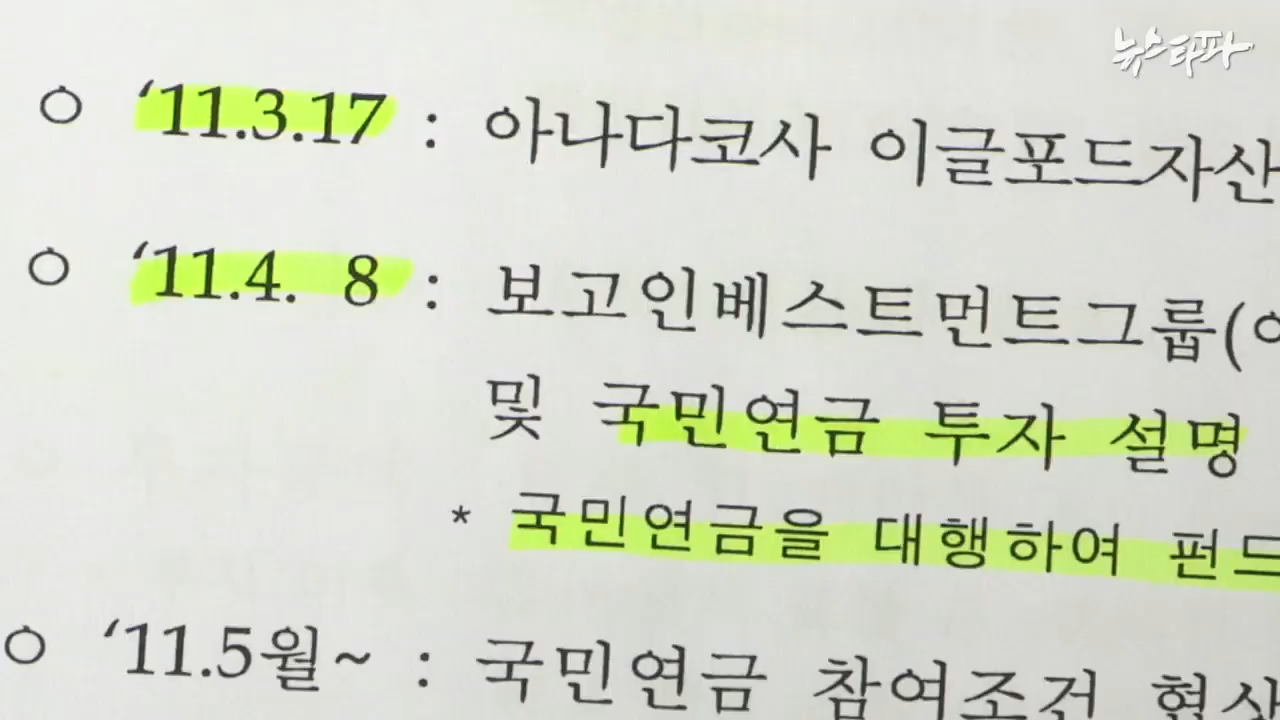 뉴스타파
○ ‘11.3.17 : 아나다코사 이글포드자산
○ ‘11.4. 8 : 보고인베스트먼트그룹(
및 국민연금 투자 설명
* 국민연금을 대행하여 펀드
○ ‘11.5월~ : 국민연금 참여조건 협상